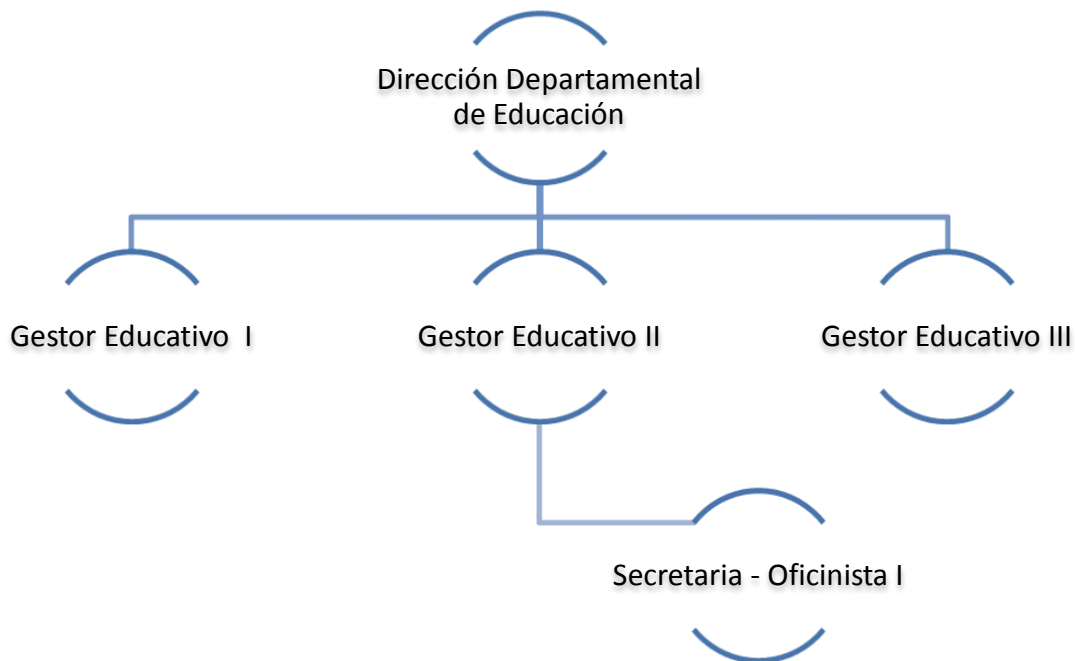 Dirección Departamental
de Educación
Gestor Educativo I
Gestor Educativo II
Gestor Educativo III
Secretaria - Oficinista I